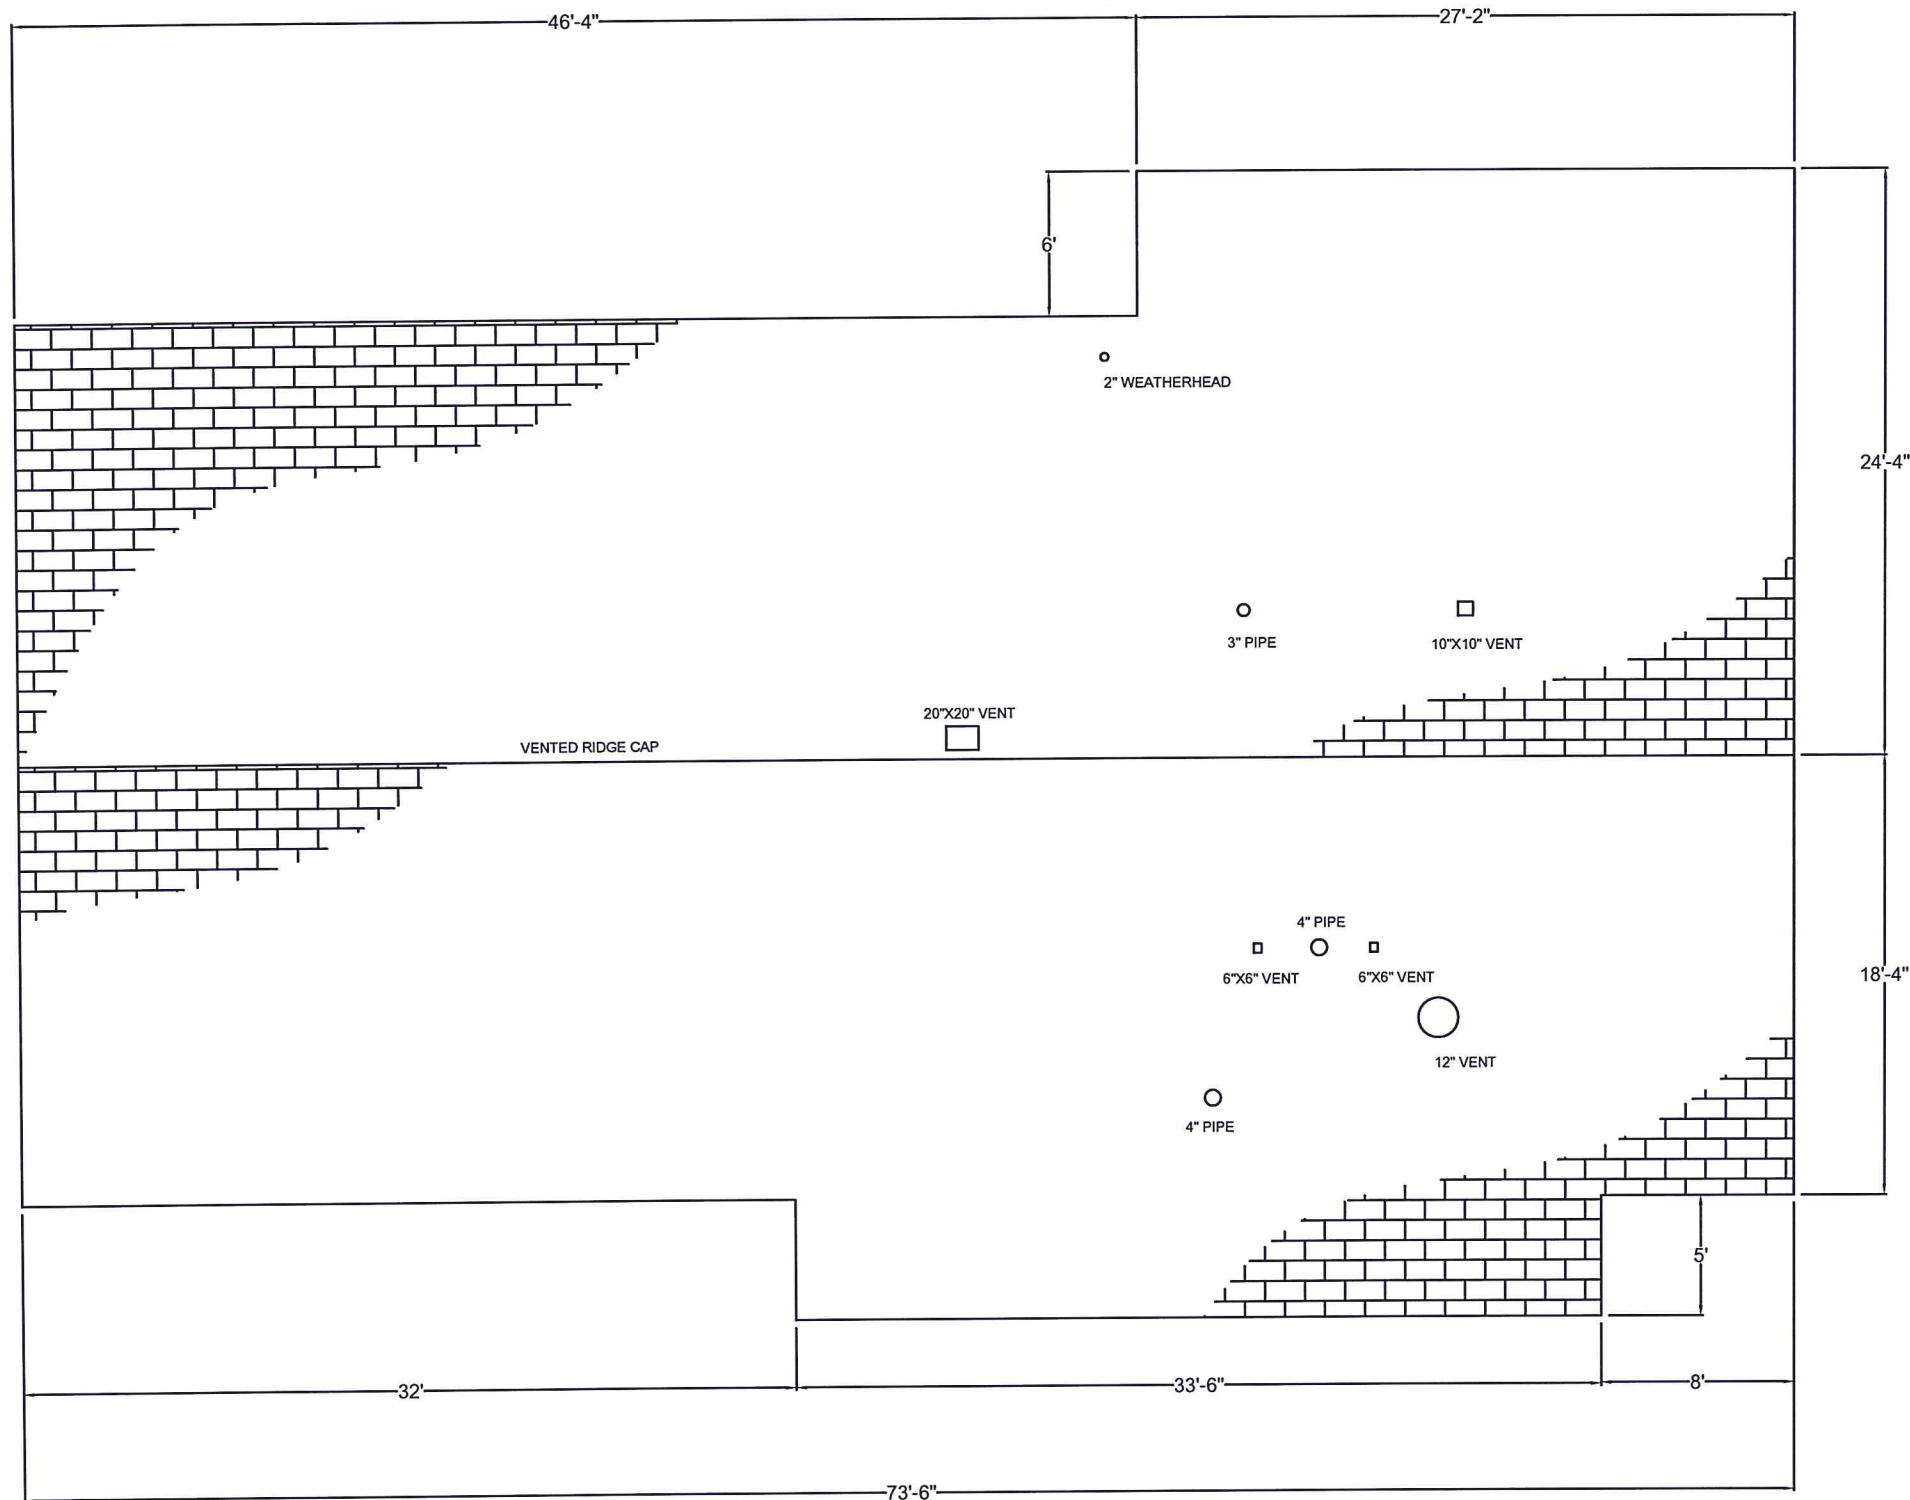 46'-4"
27'-2"
6'
2" WEATHERHEAD
24'-4"
3" PIPE
10"X10" VENT
20"X20" VENT
VENTED RIDGE CAP
4" PIPE
6"X6" VENT
6"X6" VENT
18'-4"
12" VENT
4" PIPE
5'
32'
33'-6"
8'
73'-6"